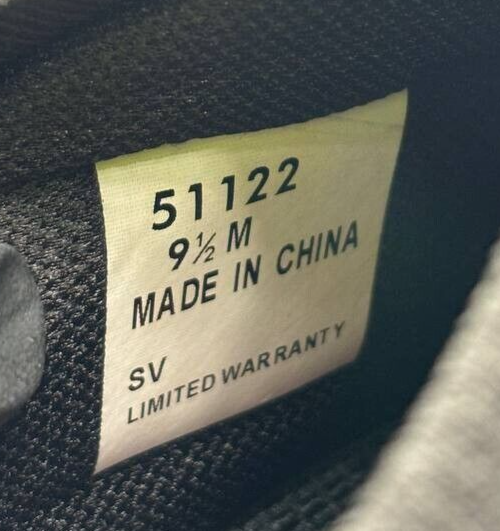 51122
9½ M
MADE IN CHINA
SV
LIMITED WARRANTY